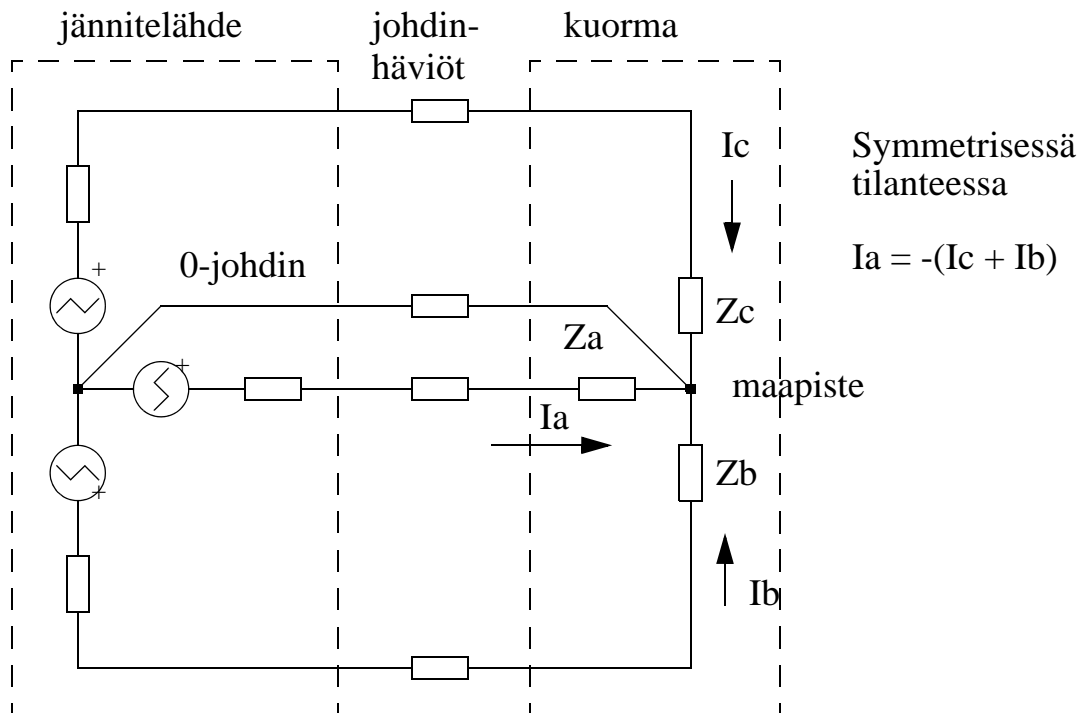 jännitelähde
johdin-
häviöt
kuorma
Ic
Symmetrisessä
tilanteessa
Ia = -(Ic + Ib)
+
0-johdin
Zc
Za
+
maapiste
Ia
Zb
+
Ib